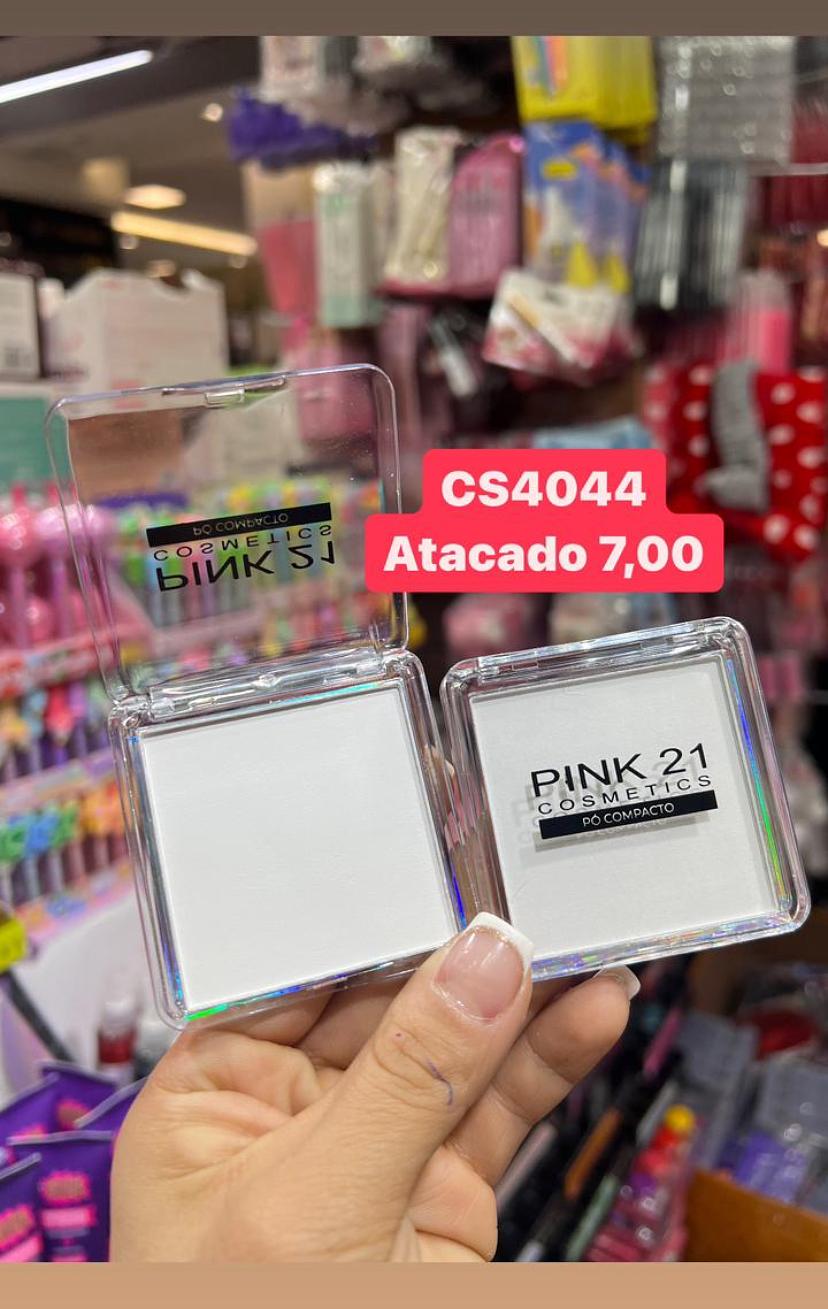 CS4044
Atacado 7,00
PÓ COMPACTO
COSMETICS
PINK 21
PINK 21
COSMETICS
PÓ COMPACTO